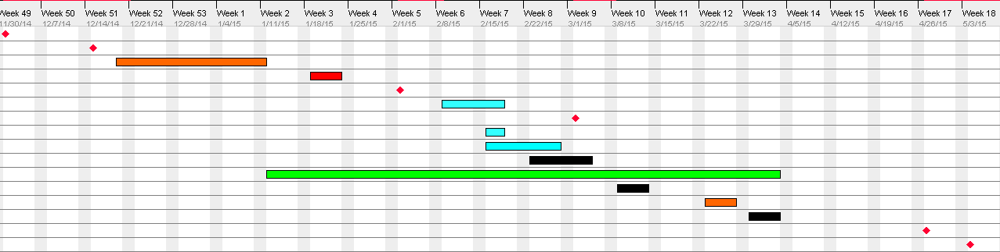 Week 49 Week 50 Week 51 Week 52 Week 53 Week 1 Week 2 Week 3 Week 4 Week 5 Week 6 Week 7 Week 8 Week 9 Week 10 Week 11 Week 12 Week 13 Week 14 Week 15 Week 16 Week 17 Week 18
11/30/14 12/7/14 12/14/14 12/21/14 12/28/14 1/4/15 1/11/15 1/18/15 1/25/15 2/1/15 2/8/15 2/15/15 2/22/15 3/1/15 3/8/15 3/15/15 3/22/15 3/29/15 4/5/15 4/12/15 4/19/15 4/26/15 5/3/15